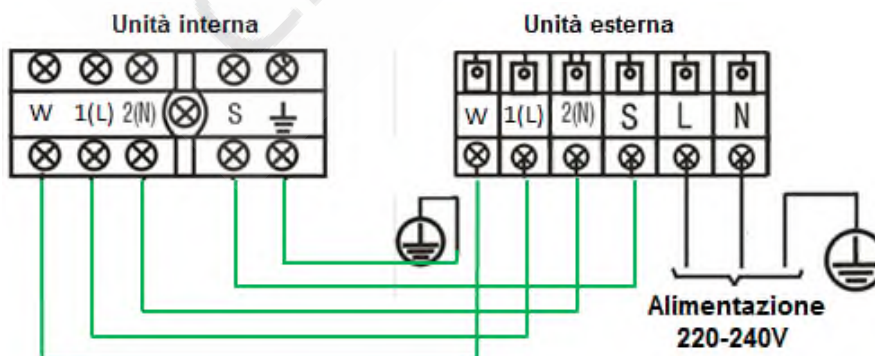 Unità interna
Unità esterna
W 1(L) 2(N) S
W 1(L) 2(N) S L N
Alimentazione
220-240V